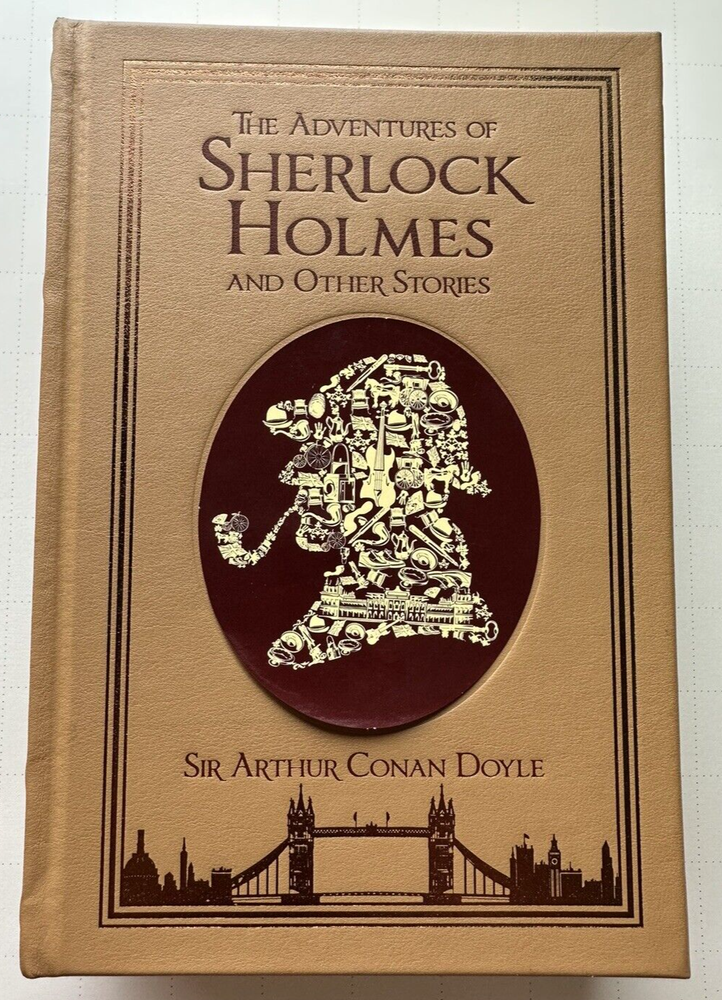 The Adventures of
Sherlock
Holmes
and Other Stories
Sir Arthur Conan Doyle